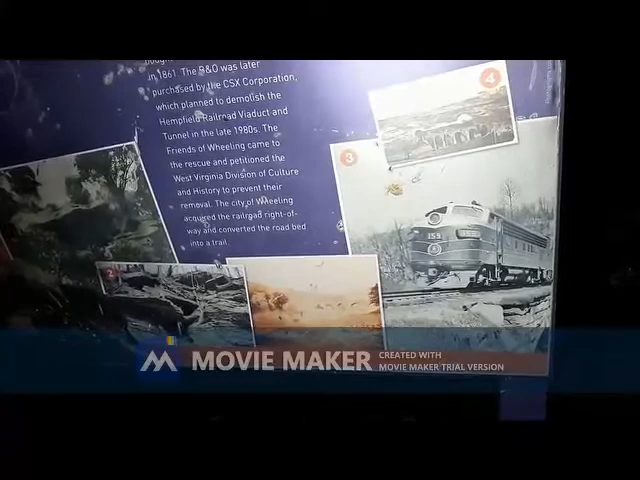 in 1861. The B&O was later
purchased by the CSX Corporation,
which planned to demolish the
Hempfield Railroad Viaduct and
Tunnel in the late 1980s. The
Friends of Wheeling came to
the rescue and petitioned the
West Virginia Division of Culture
and History to prevent their
removal. The city of Wheeling
acquired the railroad right-of-
way and converted the road bed
into a trail.
4
3
2
159
MOVIE MAKER
CREATED WITH
MOVIE MAKER TRIAL VERSION